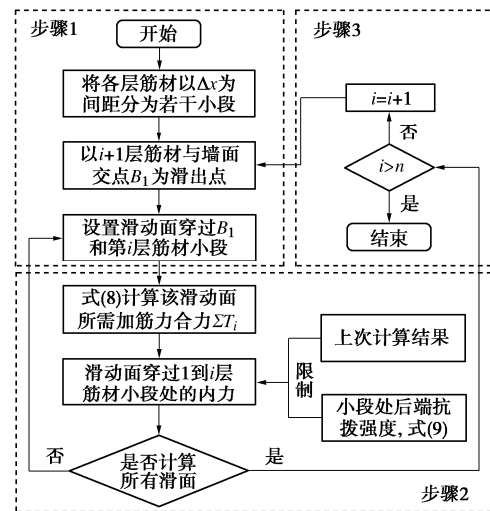 步骤1
开始
将各层筋材以Δx为
间距分为若干小段
以i+1层筋材与墙面
交点B₁为滑出点
设置滑动面穿过B₁
和第i层筋材小段
步骤3
i=i+1
否
i>n
是
结束
式(8)计算该滑动面
所需加筋力合力ΣTᵢ
滑动面穿过1到i层
筋材小段处的内力
上次计算结果
限
制
小段处后端抗
拨强度, 式(9)
否
是否计算
所有滑面
是
步骤2